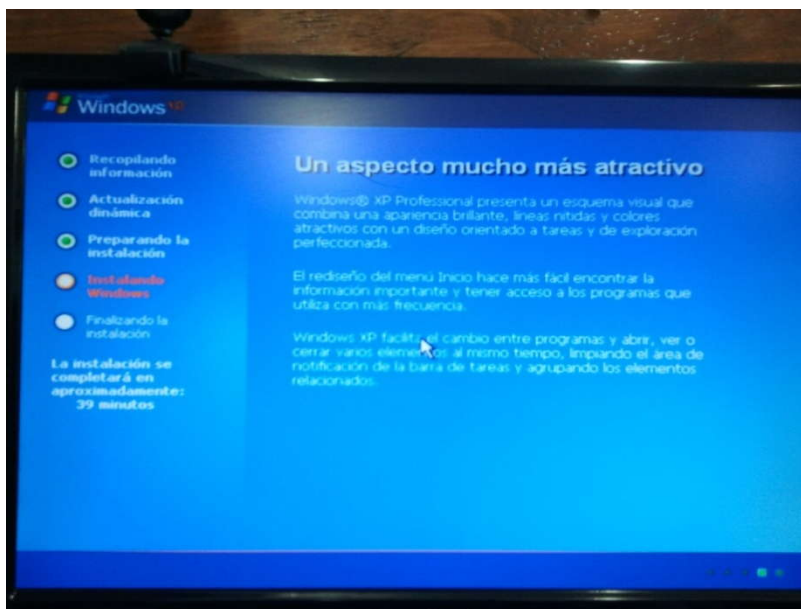 Windows xp
Recopilando
información
Actualización
dinámica
Preparando la
instalación
Instalando
Windows
Finalizando la
instalación
La instalación se
completará en
aproximadamente:
39 minutos
Un aspecto mucho más atractivo
Windows® XP Professional presenta un esquema visual que
combina una apariencia brillante, líneas nítidas y colores
atractivos con un diseño orientado a tareas y de exploración
perfeccionada.
El rediseño del menú Inicio hace más fácil encontrar la
información importante y tener acceso a los programas que
utiliza con más frecuencia.
Windows XP facilita el cambio entre programas y abrir, ver o
cerrar varios elementos al mismo tiempo, limpiando el área de
notificación de la barra de tareas y agrupando los elementos
relacionados.